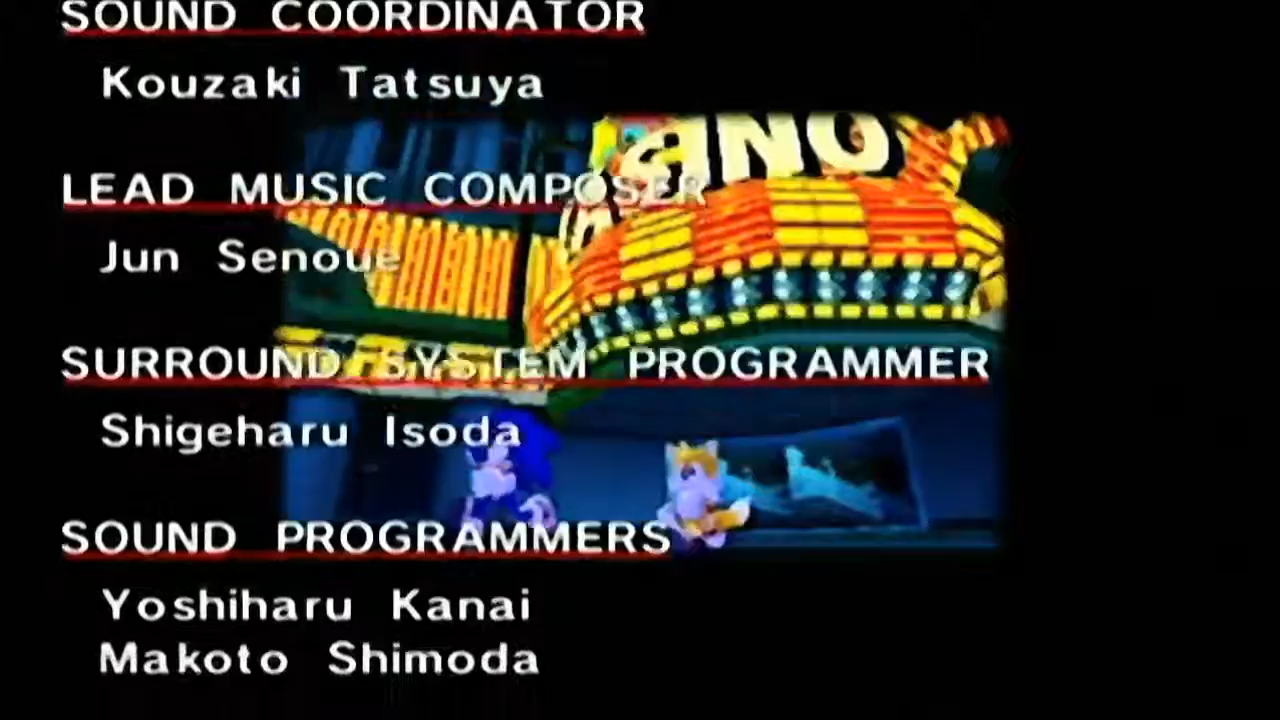 SOUND COORDINATOR
Kouzaki Tatsuya
LEAD MUSIC COMPOSER
Jun Senoue
SURROUND SYSTEM PROGRAMMER
Shigeharu Isoda
SOUND PROGRAMMERS
Yoshiharu Kanai
Makoto Shimoda